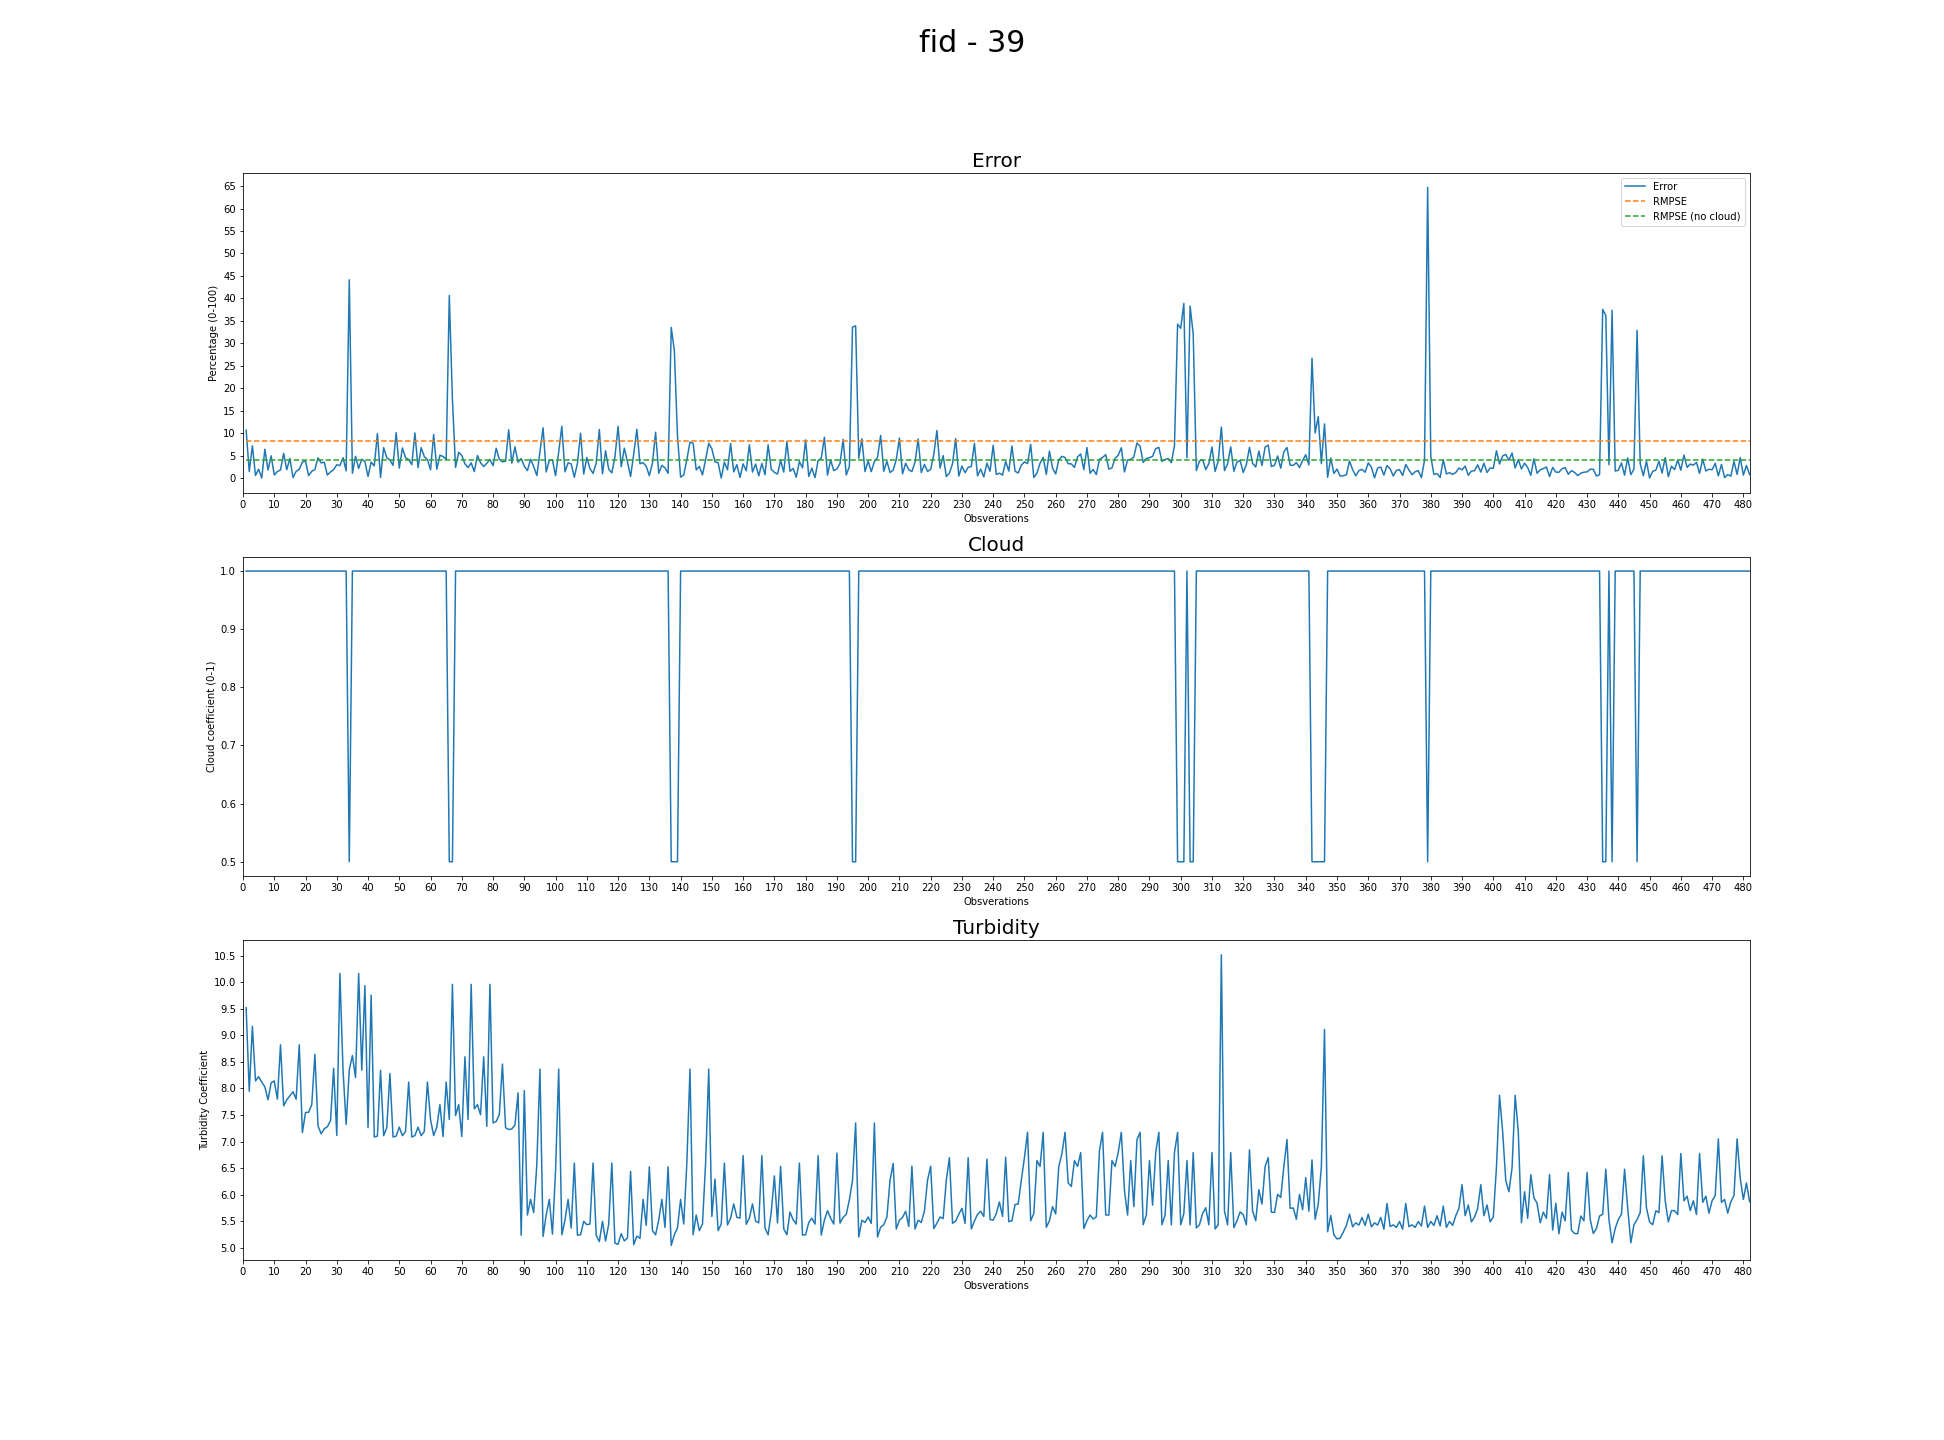 fid - 39
Error
65
60
55
50
45
40
35
30
25
20
15
10
5
0
Percentage (0-100)
Error
RMPSE
RMPSE (no cloud)
0 10 20 30 40 50 60 70 80 90 100 110 120 130 140 150 160 170 180 190 200 210 220 230 240 250 260 270 280 290 300 310 320 330 340 350 360 370 380 390 400 410 420 430 440 450 460 470 480
Obsverations
Cloud
1.0
0.9
0.8
0.7
0.6
0.5
Cloud coefficient (0-1)
0 10 20 30 40 50 60 70 80 90 100 110 120 130 140 150 160 170 180 190 200 210 220 230 240 250 260 270 280 290 300 310 320 330 340 350 360 370 380 390 400 410 420 430 440 450 460 470 480
Obsverations
Turbidity
10.5
10.0
9.5
9.0
8.5
8.0
7.5
7.0
6.5
6.0
5.5
5.0
Turbidity Coefficient
0 10 20 30 40 50 60 70 80 90 100 110 120 130 140 150 160 170 180 190 200 210 220 230 240 250 260 270 280 290 300 310 320 330 340 350 360 370 380 390 400 410 420 430 440 450 460 470 480
Obsverations